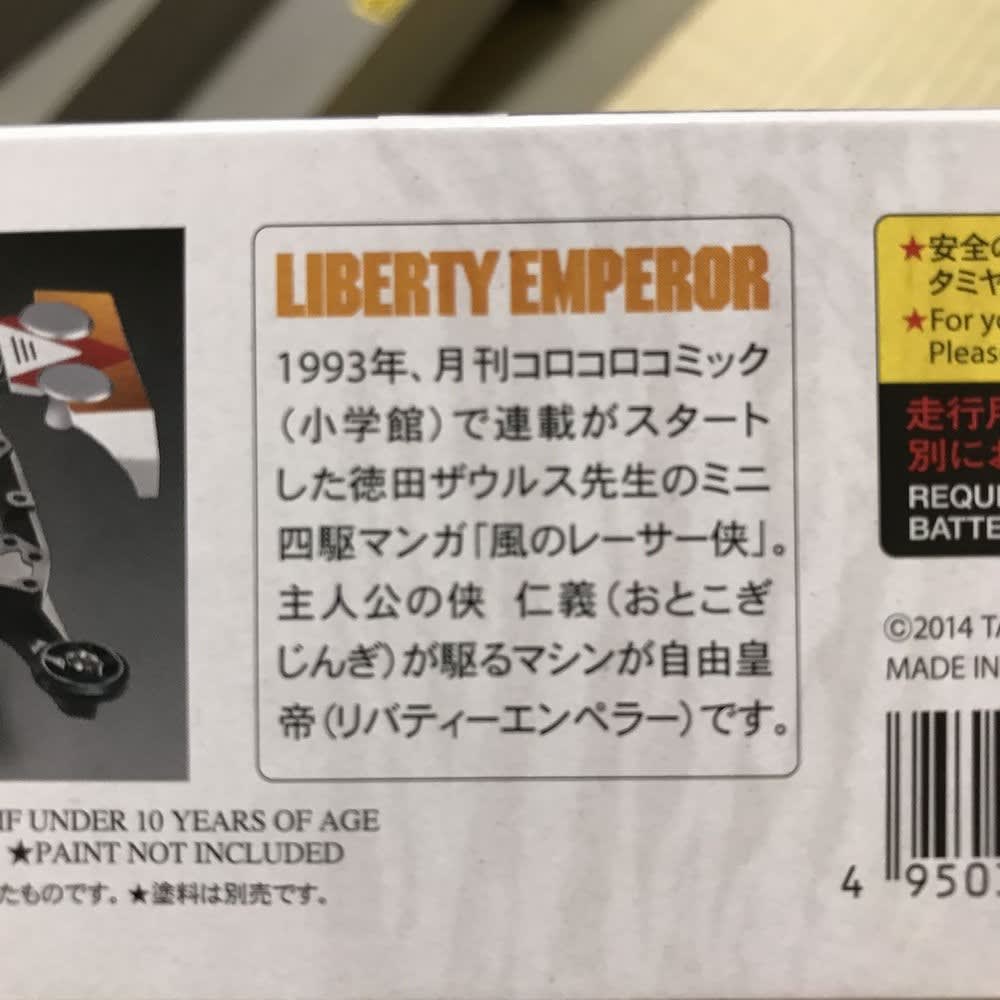 LIBERTY EMPEROR
1993年、月刊コロコロコミック
（小学館）で連載がスタート
した徳田ザウルス先生のミニ
四駆マンガ「風のレーサー侠」。
主人公の侠 仁義（おとこぎ
じんぎ）が駆るマシンが自由皇
帝（リバティーエンペラー）です。
IF UNDER 10 YEARS OF AGE
★PAINT NOT INCLUDED
たものです。★塗料は別売です。
★安全の
タミヤ
★For yo
Pleas
走行用
別にお
REQUI
BATTE
©2014 TA
MADE IN
4 950